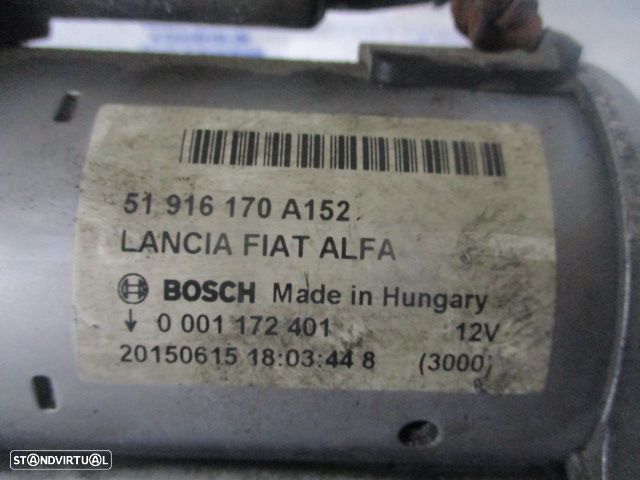 51 916 170 A152
LANCIA FIAT ALFA
BOSCH Made in Hungary
0 001 172 401 12V
20150615 18:03:44 8 (3000)
STANDVIRTUAL